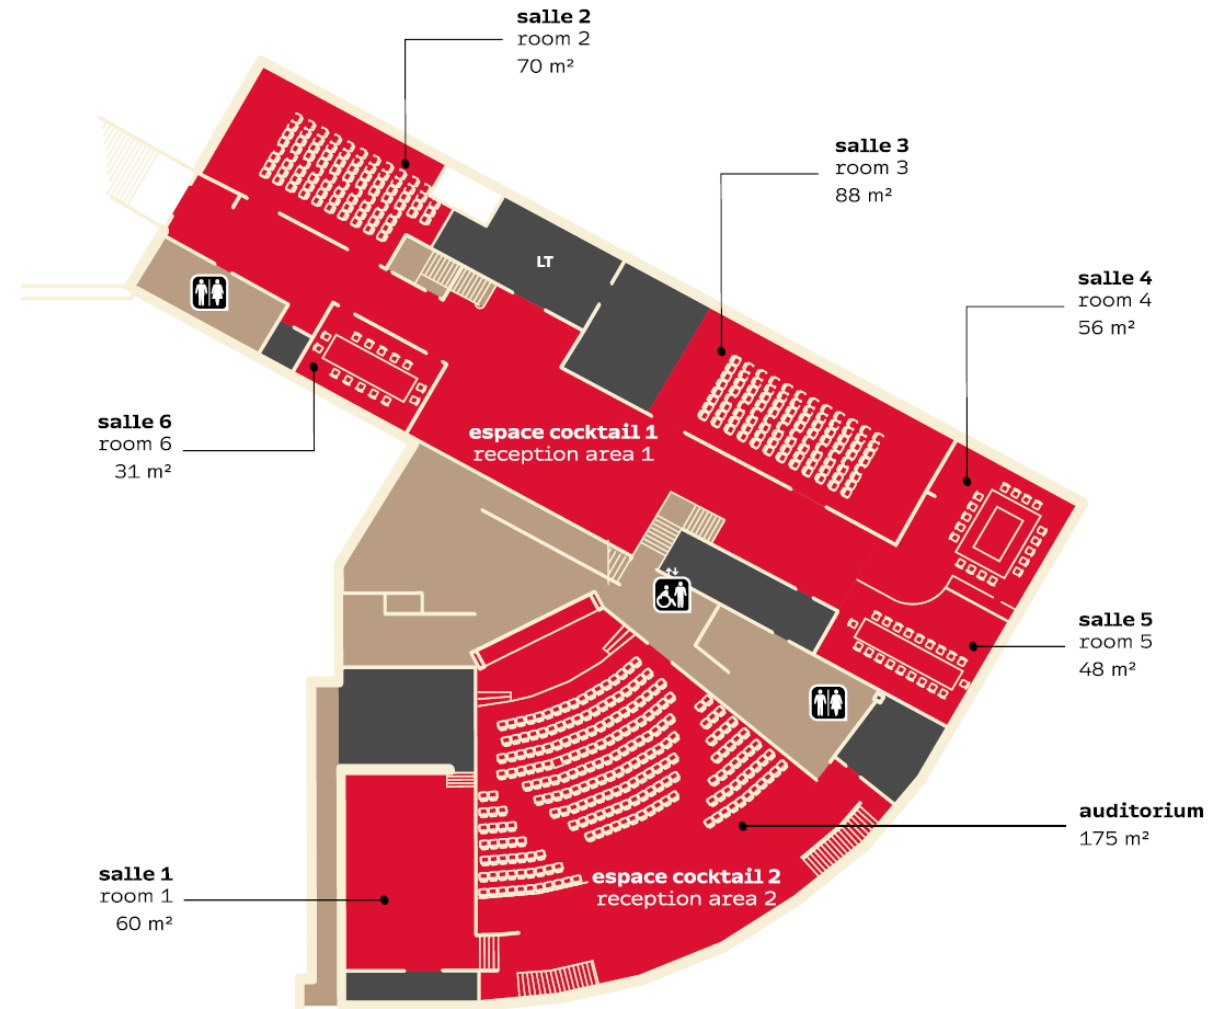 salle 2
room 2
70 m²
salle 3
room 3
88 m²
LT
salle 4
room 4
56 m²
salle 6
room 6
31 m²
espace cocktail 1
reception area 1
salle 5
room 5
48 m²
auditorium
175 m²
salle 1
room 1
60 m²
espace cocktail 2
reception area 2